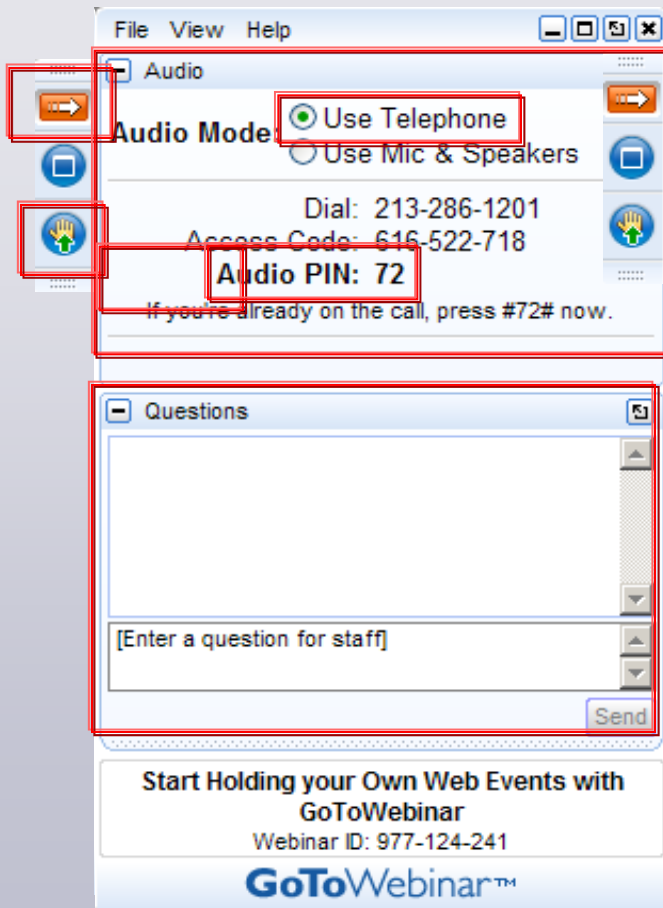 File View Help
Audio
Audio Mode:
Use Telephone
Use Mic & Speakers
Dial: 213-286-1201
Access Code: 616-522-718
Audio PIN: 72
If you're already on the call, press #72# now.
Questions
[Enter a question for staff]
Send
Start Holding your Own Web Events with
GoToWebinar
Webinar ID: 977-124-241
GoToWebinar™